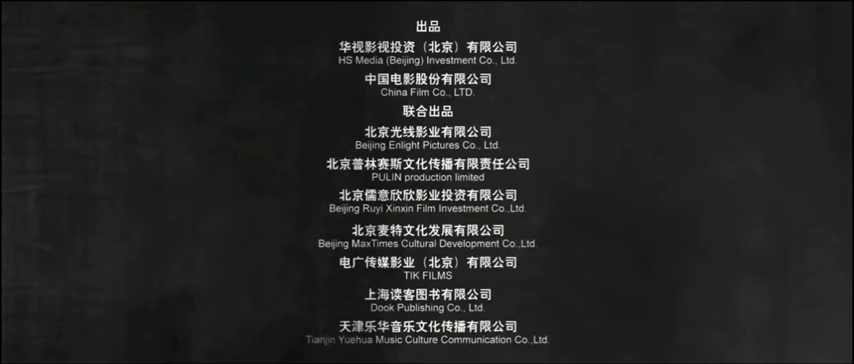 出品
华视影视投资（北京）有限公司
HS Media (Beijing) Investment Co., Ltd.
中国电影股份有限公司
China Film Co., LTD.
联合出品
北京光线影业有限公司
Beijing Enlight Pictures Co., Ltd.
北京普林赛斯文化传播有限责任公司
PULIN production limited
北京儒意欣欣影业投资有限公司
Beijing Ruyi Xinxin Film Investment Co.,Ltd.
北京麦特文化发展有限公司
Beijing MaxTimes Cultural Development Co.,Ltd.
电广传媒影业（北京）有限公司
TIK FILMS
上海读客图书有限公司
Dook Publishing Co., Ltd.
天津乐华音乐文化传播有限公司
Tianjin Yuehua Music Culture Communication Co.,Ltd.